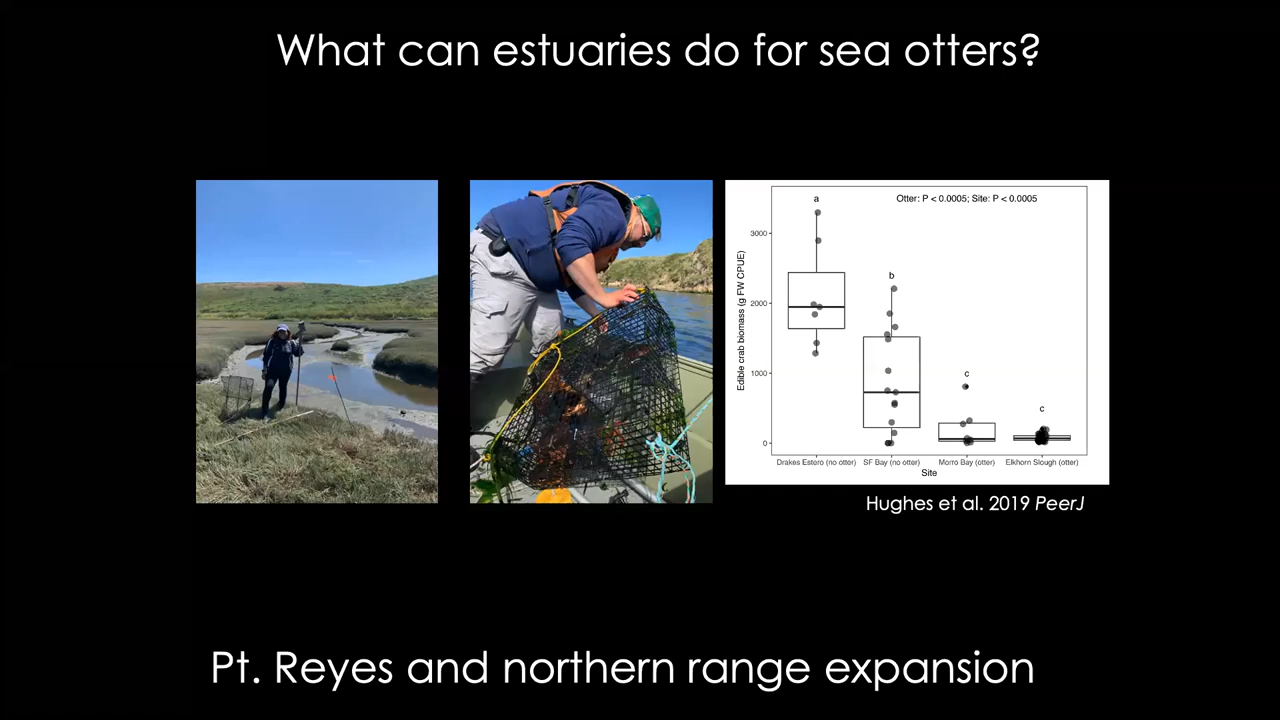 What can estuaries do for sea otters?
Otter: P < 0.0005; Site: P < 0.0005
a
b
c
c
Edible crab biomass (g FW CPUE)
3000
2000
1000
0
Drakes Estero (no otter)
SF Bay (no otter)
Morro Bay (otter)
Elkhorn Slough (otter)
Site
Hughes et al. 2019 PeerJ
Pt. Reyes and northern range expansion